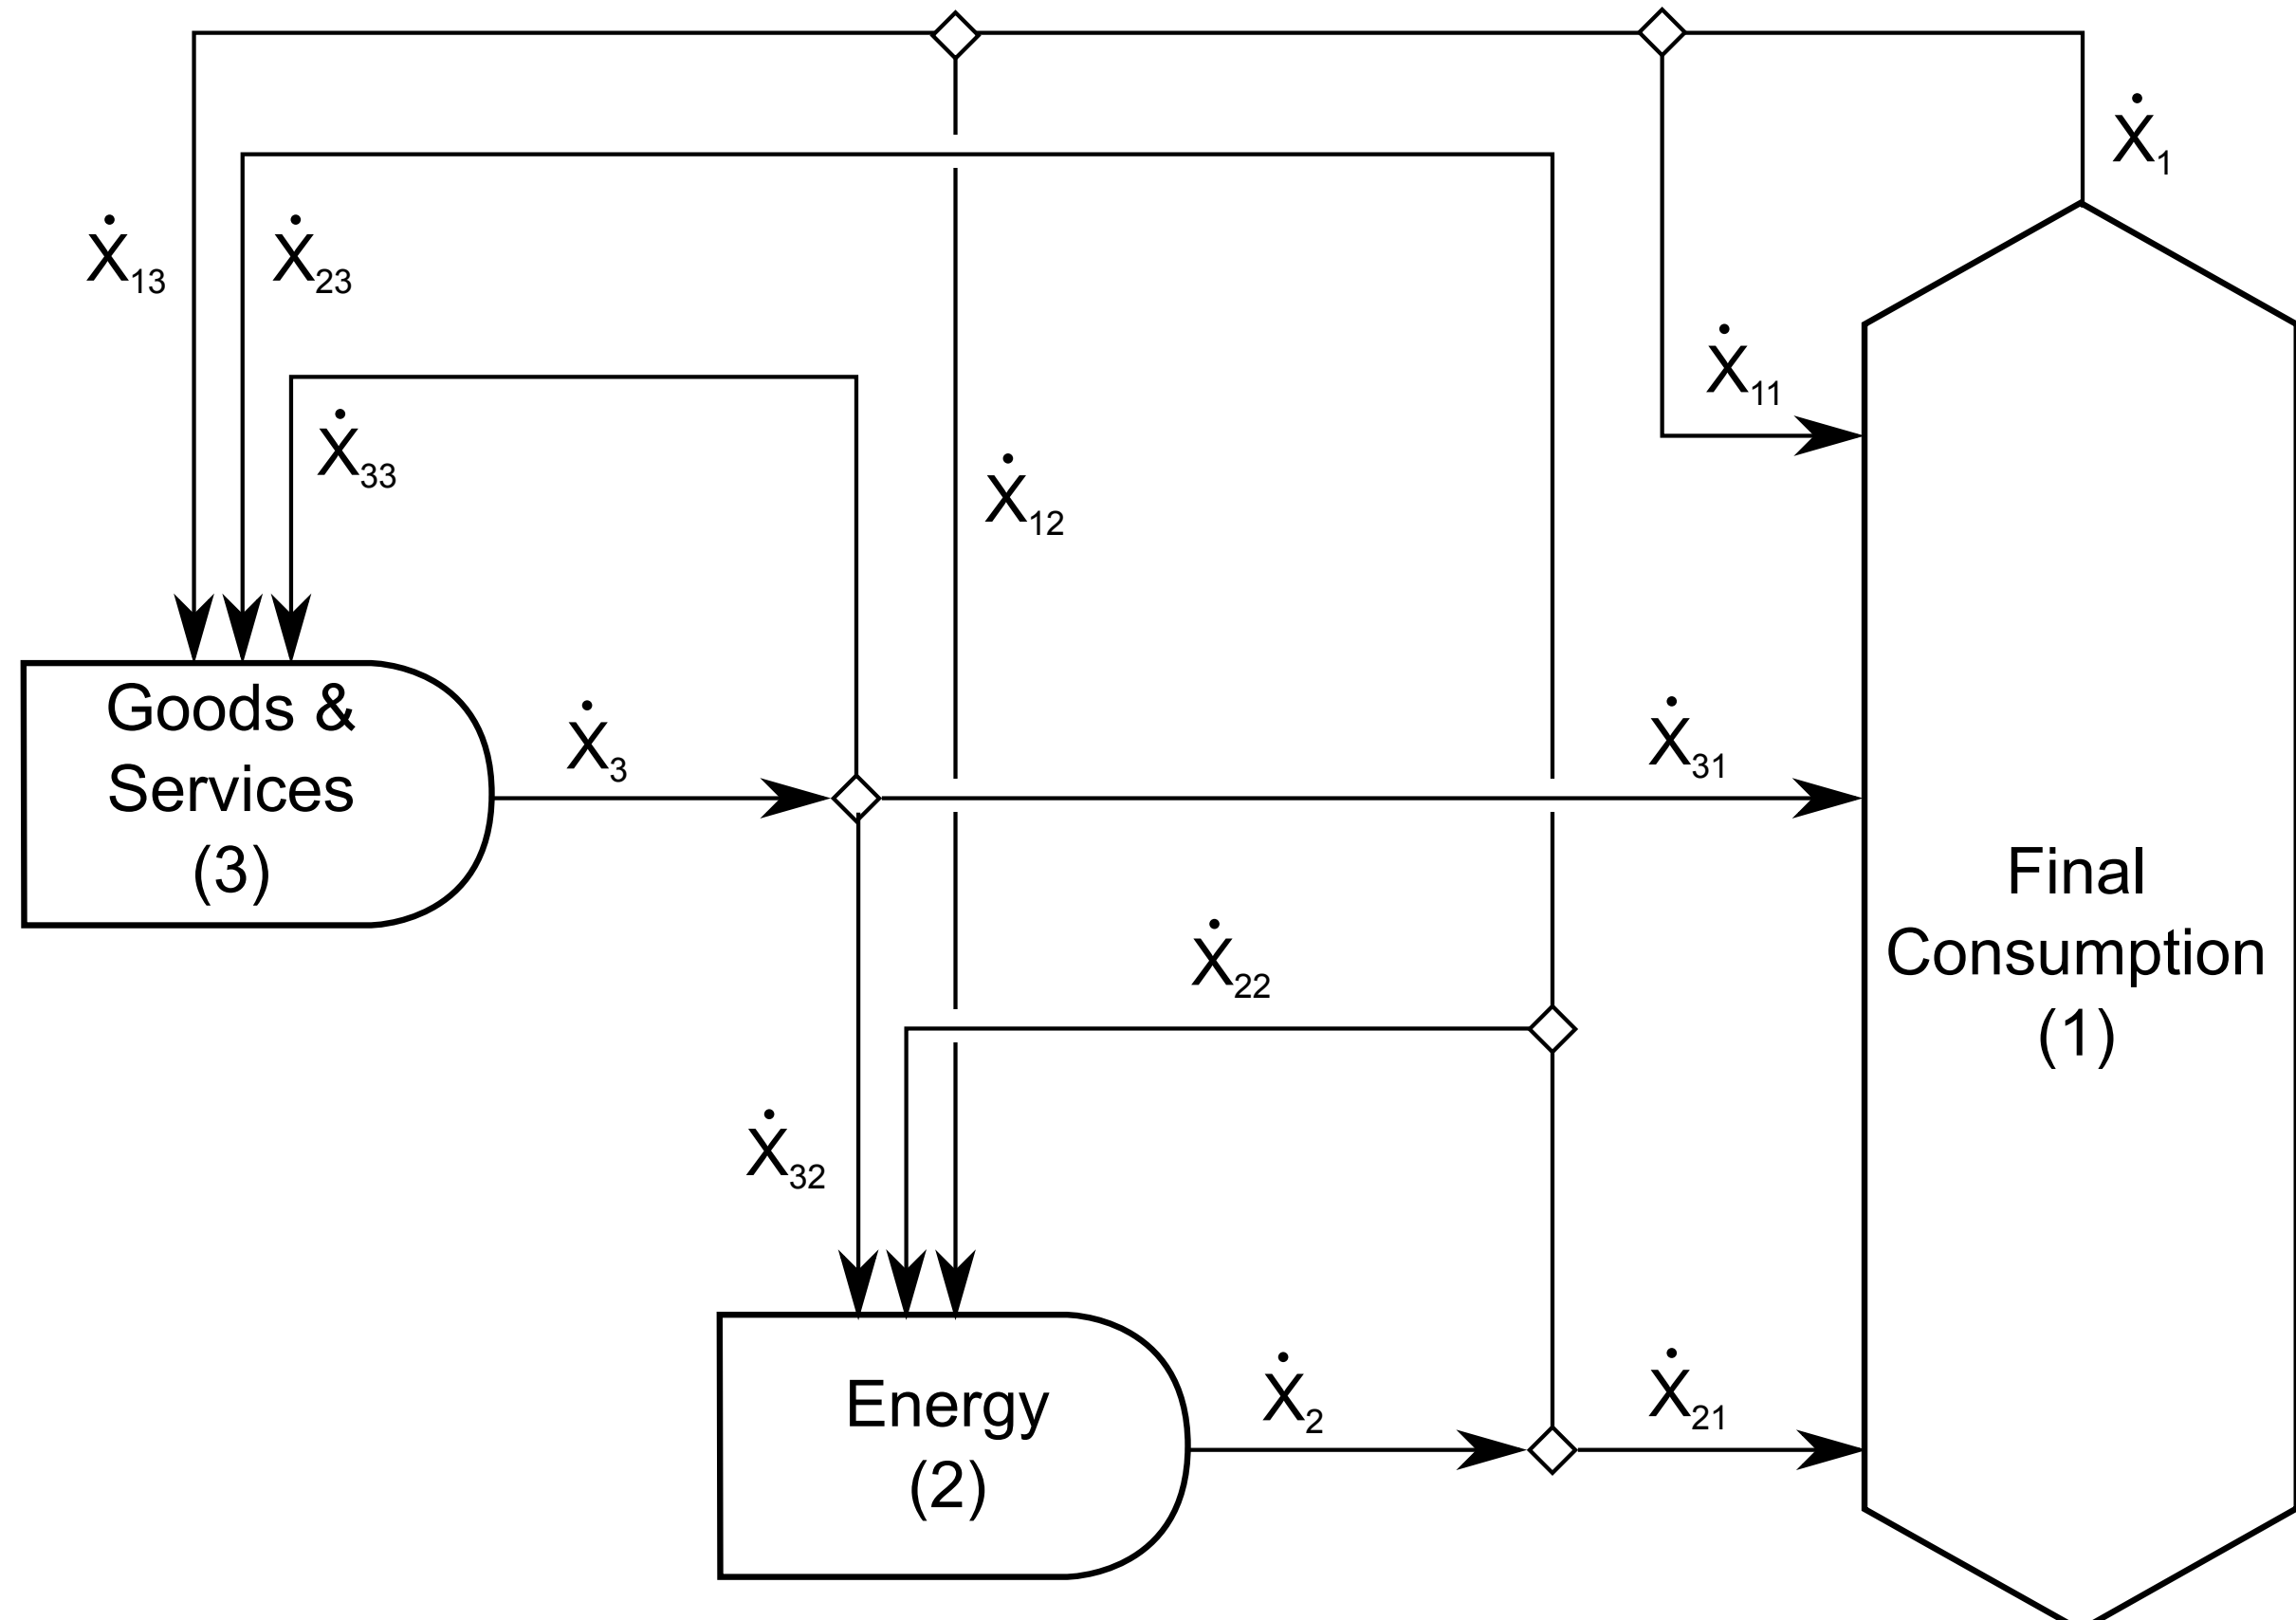 Ẋ₁
Ẋ₁₃
Ẋ₂₃
Ẋ₁₁
Ẋ₃₃
Ẋ₁₂
Goods &
Services
(3)
Ẋ₃
Ẋ₃₁
Final
Consumption
(1)
Ẋ₂₂
Ẋ₃₂
Energy
(2)
Ẋ₂
Ẋ₂₁